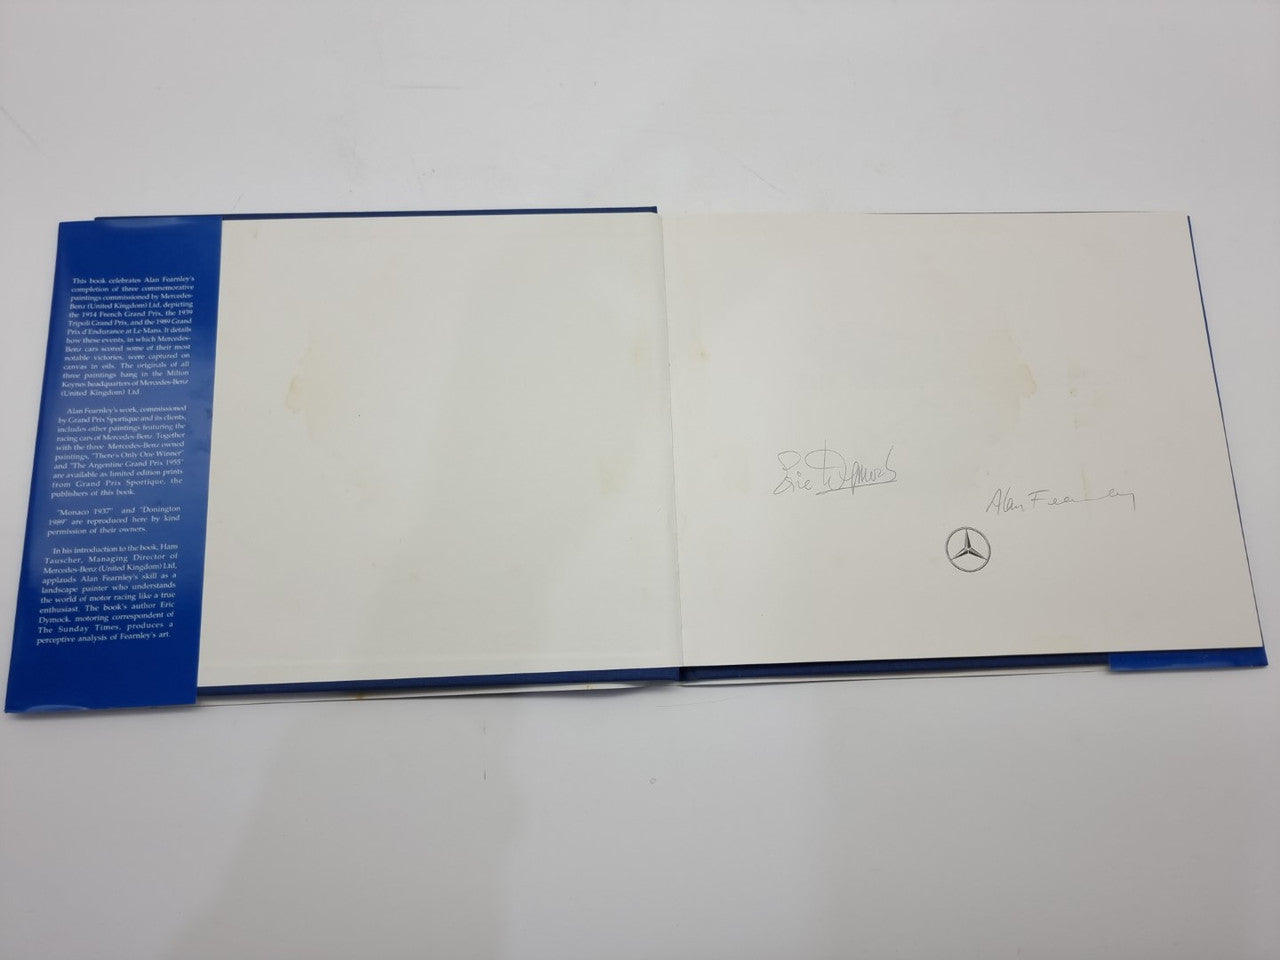 This book celebrates Alan Fearnley's
completion of three commemorative
paintings commissioned by Mercedes-
Benz (United Kingdom) Ltd, depicting
the 1914 French Grand Prix, the 1939
Tripoli Grand Prix, and the 1989 Grand
Prix d'Endurance at Le Mans. It details
how these events, in which Mercedes-
Benz cars scored some of their most
notable victories, were captured on
canvas in oils. The originals of all
three paintings hang in the Milton
Keynes headquarters of Mercedes-Benz
(United Kingdom) Ltd.
Alan Fearnley's work, commissioned
by Grand Prix Sportique and its clients,
includes other paintings featuring the
racing cars of Mercedes-Benz. Together
with the three Mercedes-Benz owned
paintings, "There's Only One Winner"
and "The Argentine Grand Prix 1955"
are available as limited edition prints
from Grand Prix Sportique, the
publishers of this book.
"Monaco 1937" and "Donington
1989" are reproduced here by kind
permission of their owners.
In his introduction to the book, Hans
Tauscher, Managing Director of
Mercedes-Benz (United Kingdom) Ltd,
applauds Alan Fearnley's skill as a
landscape painter who understands
the world of motor racing like a true
enthusiast. The book's author Eric
Dymock, motoring correspondent of
The Sunday Times, produces a
perceptive analysis of Fearnley's art.
Eric Dymock
Alan Fearnley